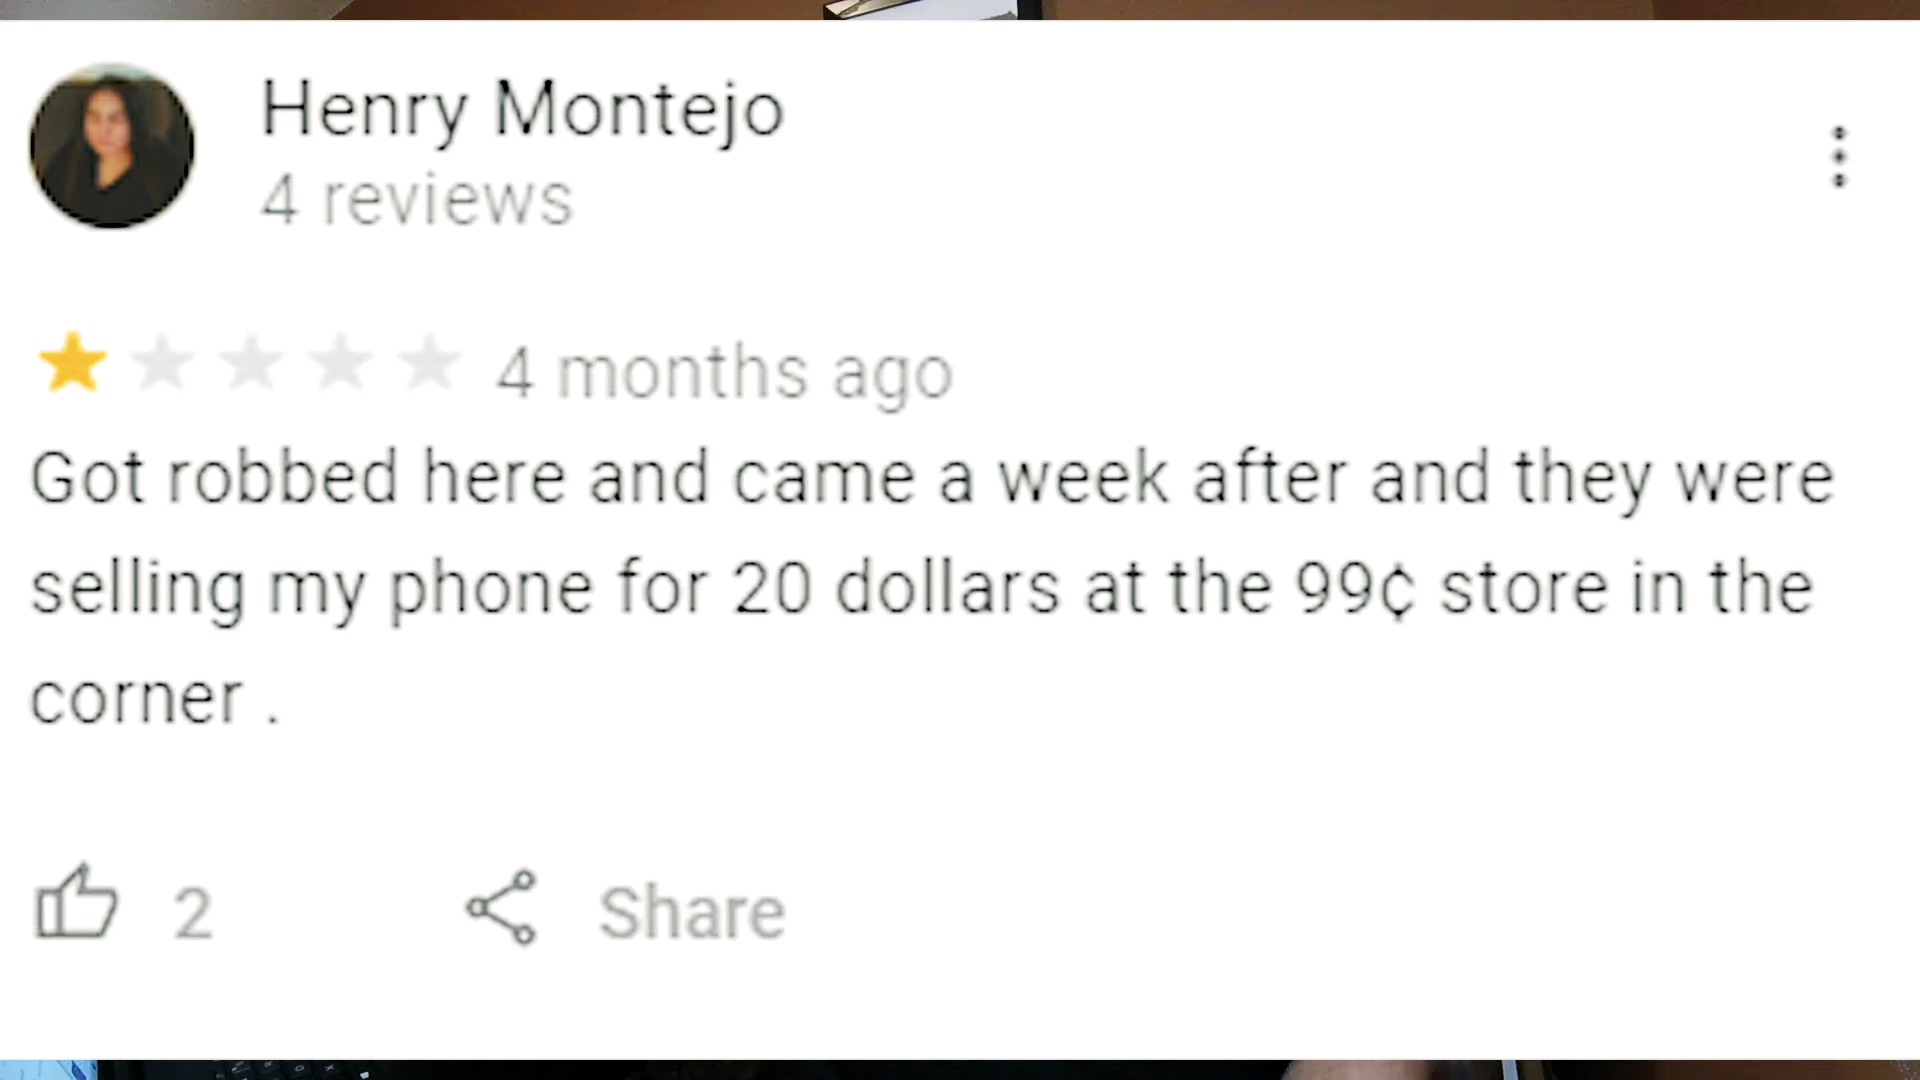 Henry Montejo
4 reviews
4 months ago
Got robbed here and came a week after and they were
selling my phone for 20 dollars at the 99¢ store in the
corner .
2
Share